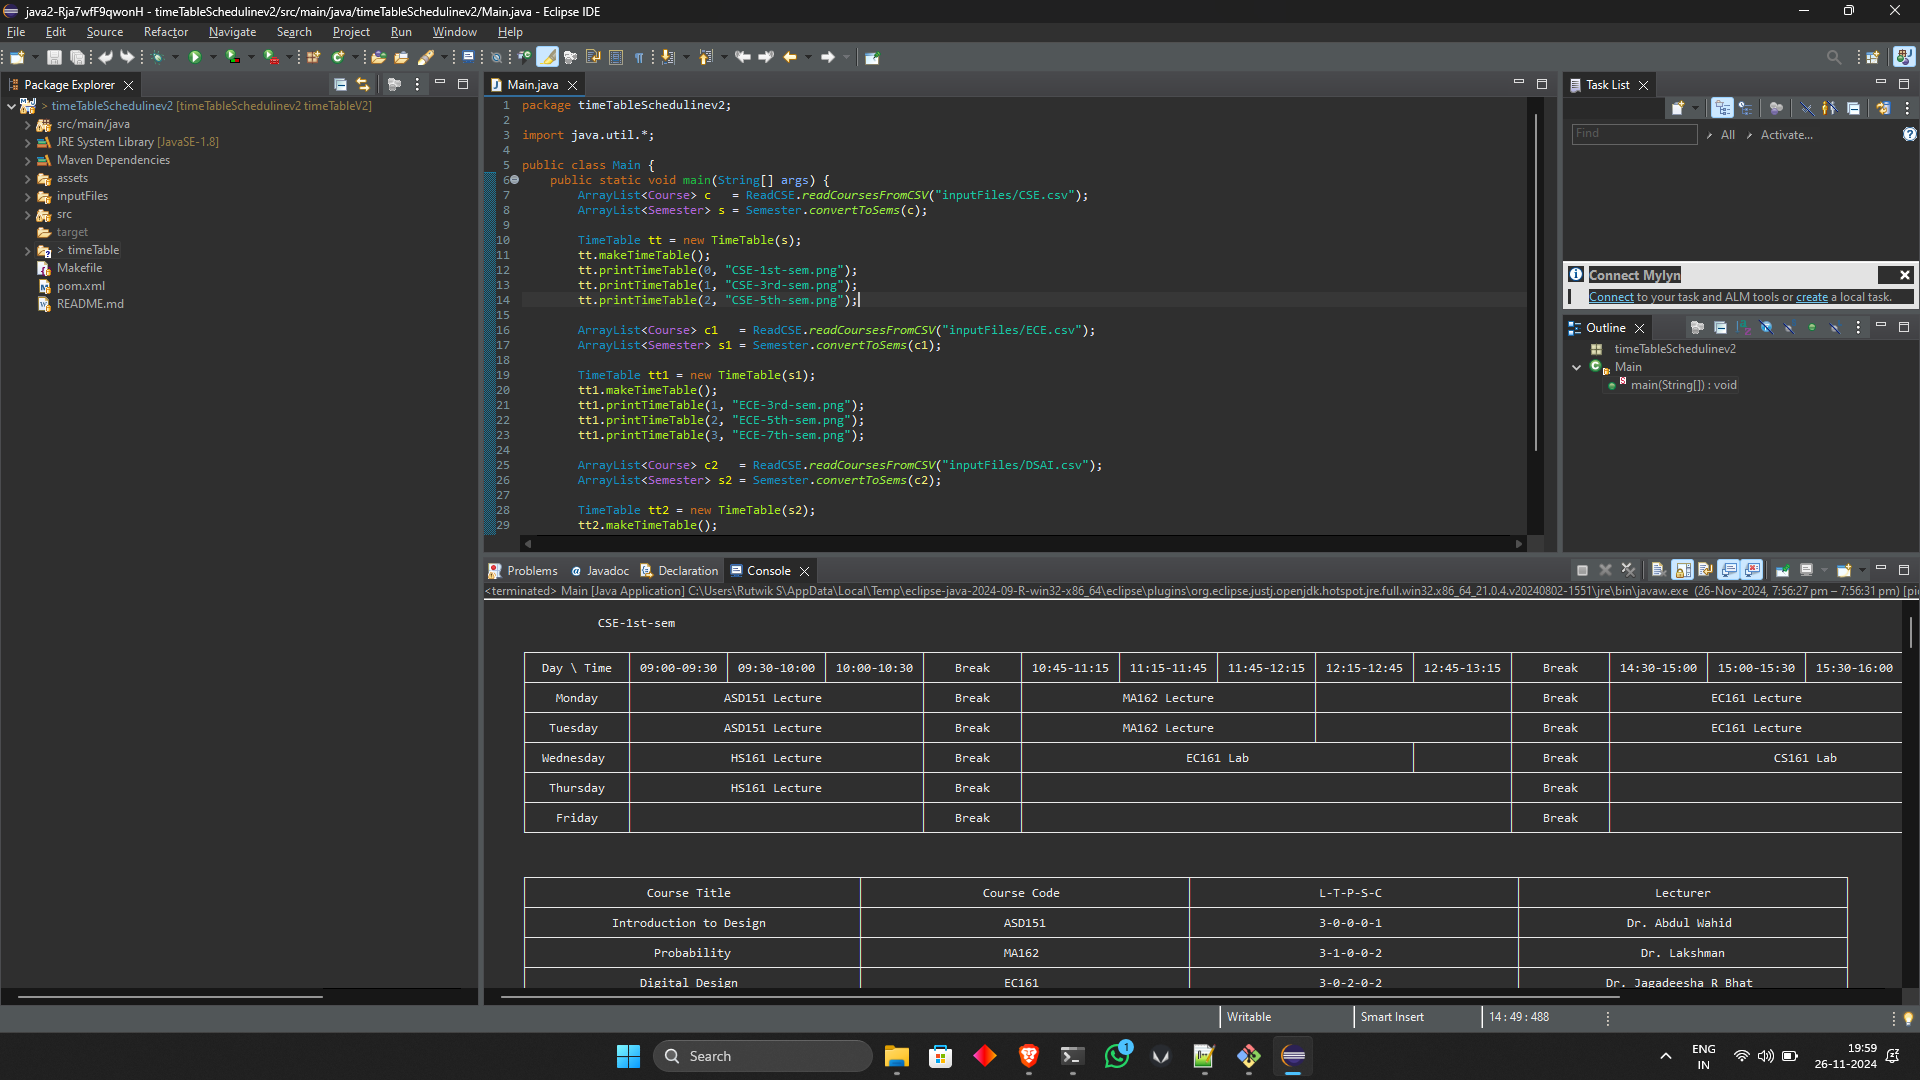 java2-Rja7wfF9qwonH - timeTableSchedulinev2/src/main/java/timeTableSchedulinev2/Main.java - Eclipse IDE
File Edit Source Refactor Navigate Search Project Run Window Help
Package Explorer
> timeTableSchedulinev2 [timeTableSchedulinev2 timeTableV2]
src/main/java
JRE System Library [JavaSE-1.8]
Maven Dependencies
assets
inputFiles
src
target
> timeTable
Makefile
pom.xml
README.md
Main.java
1 package timeTableSchedulinev2;
2
3 import java.util.*;
4
5 public class Main {
6 public static void main(String[] args) {
7 ArrayList<Course> c = ReadCSE.readCoursesFromCSV("inputFiles/CSE.csv");
8 ArrayList<Semester> s = Semester.convertToSems(c);
9
10 TimeTable tt = new TimeTable(s);
11 tt.makeTimeTable();
12 tt.printTimeTable(0, "CSE-1st-sem.png");
13 tt.printTimeTable(1, "CSE-3rd-sem.png");
14 tt.printTimeTable(2, "CSE-5th-sem.png");
15
16 ArrayList<Course> c1 = ReadCSE.readCoursesFromCSV("inputFiles/ECE.csv");
17 ArrayList<Semester> s1 = Semester.convertToSems(c1);
18
19 TimeTable tt1 = new TimeTable(s1);
20 tt1.makeTimeTable();
21 tt1.printTimeTable(1, "ECE-3rd-sem.png");
22 tt1.printTimeTable(2, "ECE-5th-sem.png");
23 tt1.printTimeTable(3, "ECE-7th-sem.png");
24
25 ArrayList<Course> c2 = ReadCSE.readCoursesFromCSV("inputFiles/DSAI.csv");
26 ArrayList<Semester> s2 = Semester.convertToSems(c2);
27
28 TimeTable tt2 = new TimeTable(s2);
29 tt2.makeTimeTable();
Task List
Find All Activate...
Connect Mylyn
Connect to your task and ALM tools or create a local task.
Outline
timeTableSchedulinev2
Main
main(String[]) : void
Problems Javadoc Declaration Console
<terminated> Main [Java Application] C:\Users\Rutwik S\AppData\Local\Temp\eclipse-java-2024-09-R-win32-x86_64\eclipse\plugins\org.eclipse.justj.openjdk.hotspot.jre.full.win32.x86_64_21.0.4.v20240802-1551\jre\bin\javaw.exe (26-Nov-2024, 7:56:27 pm – 7:56:31 pm) [pi
CSE-1st-sem
Day \ Time 09:00-09:30 09:30-10:00 10:00-10:30 Break 10:45-11:15 11:15-11:45 11:45-12:15 12:15-12:45 12:45-13:15 Break 14:30-15:00 15:00-15:30 15:30-16:00
Monday ASD151 Lecture Break MA162 Lecture Break EC161 Lecture
Tuesday ASD151 Lecture Break MA162 Lecture Break EC161 Lecture
Wednesday HS161 Lecture Break EC161 Lab Break CS161 Lab
Thursday HS161 Lecture Break Break
Friday Break Break
Course Title Course Code L-T-P-S-C Lecturer
Introduction to Design ASD151 3-0-0-0-1 Dr. Abdul Wahid
Probability MA162 3-1-0-0-2 Dr. Lakshman
Digital Design EC161 3-0-2-0-2 Dr. Jagadeesha R Bhat
Writable Smart Insert 14 : 49 : 488
Search
1
ENG
IN
19:59
26-11-2024